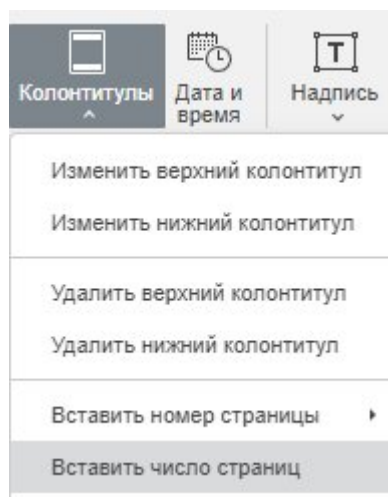 Колонтитулы
Дата и
время
Надпись
Изменить верхний колонтитул
Изменить нижний колонтитул
Удалить верхний колонтитул
Удалить нижний колонтитул
Вставить номер страницы
Вставить число страниц